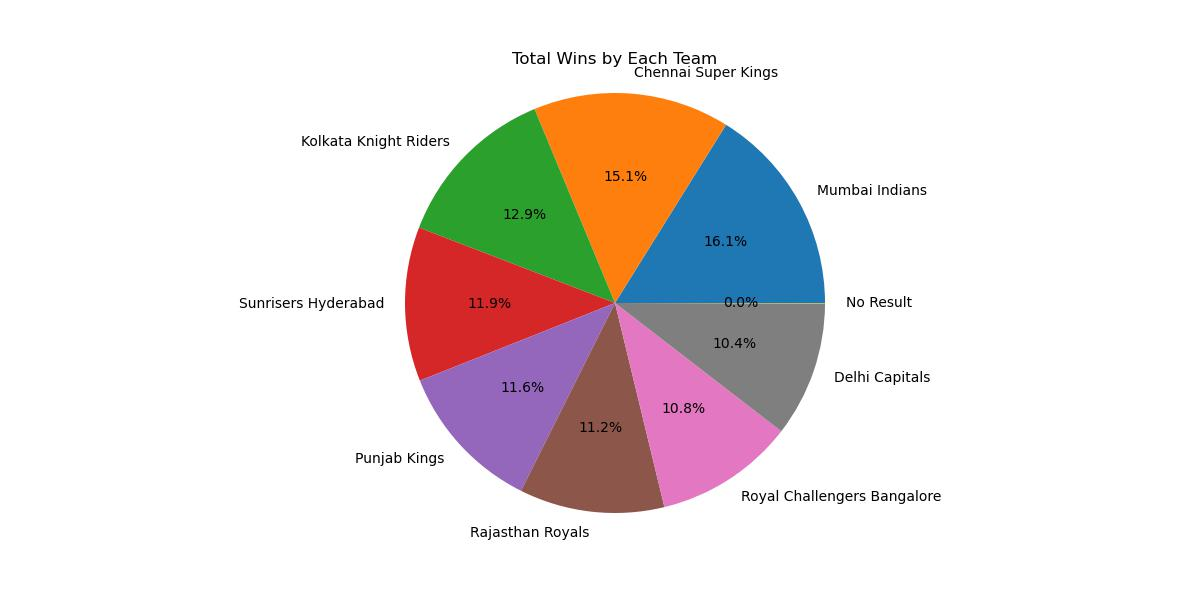 Total Wins by Each Team
Chennai Super Kings
Kolkata Knight Riders
15.1%
Mumbai Indians
12.9%
16.1%
Sunrisers Hyderabad
11.9%
0.0%
No Result
10.4%
Delhi Capitals
11.6%
10.8%
11.2%
Punjab Kings
Royal Challengers Bangalore
Rajasthan Royals